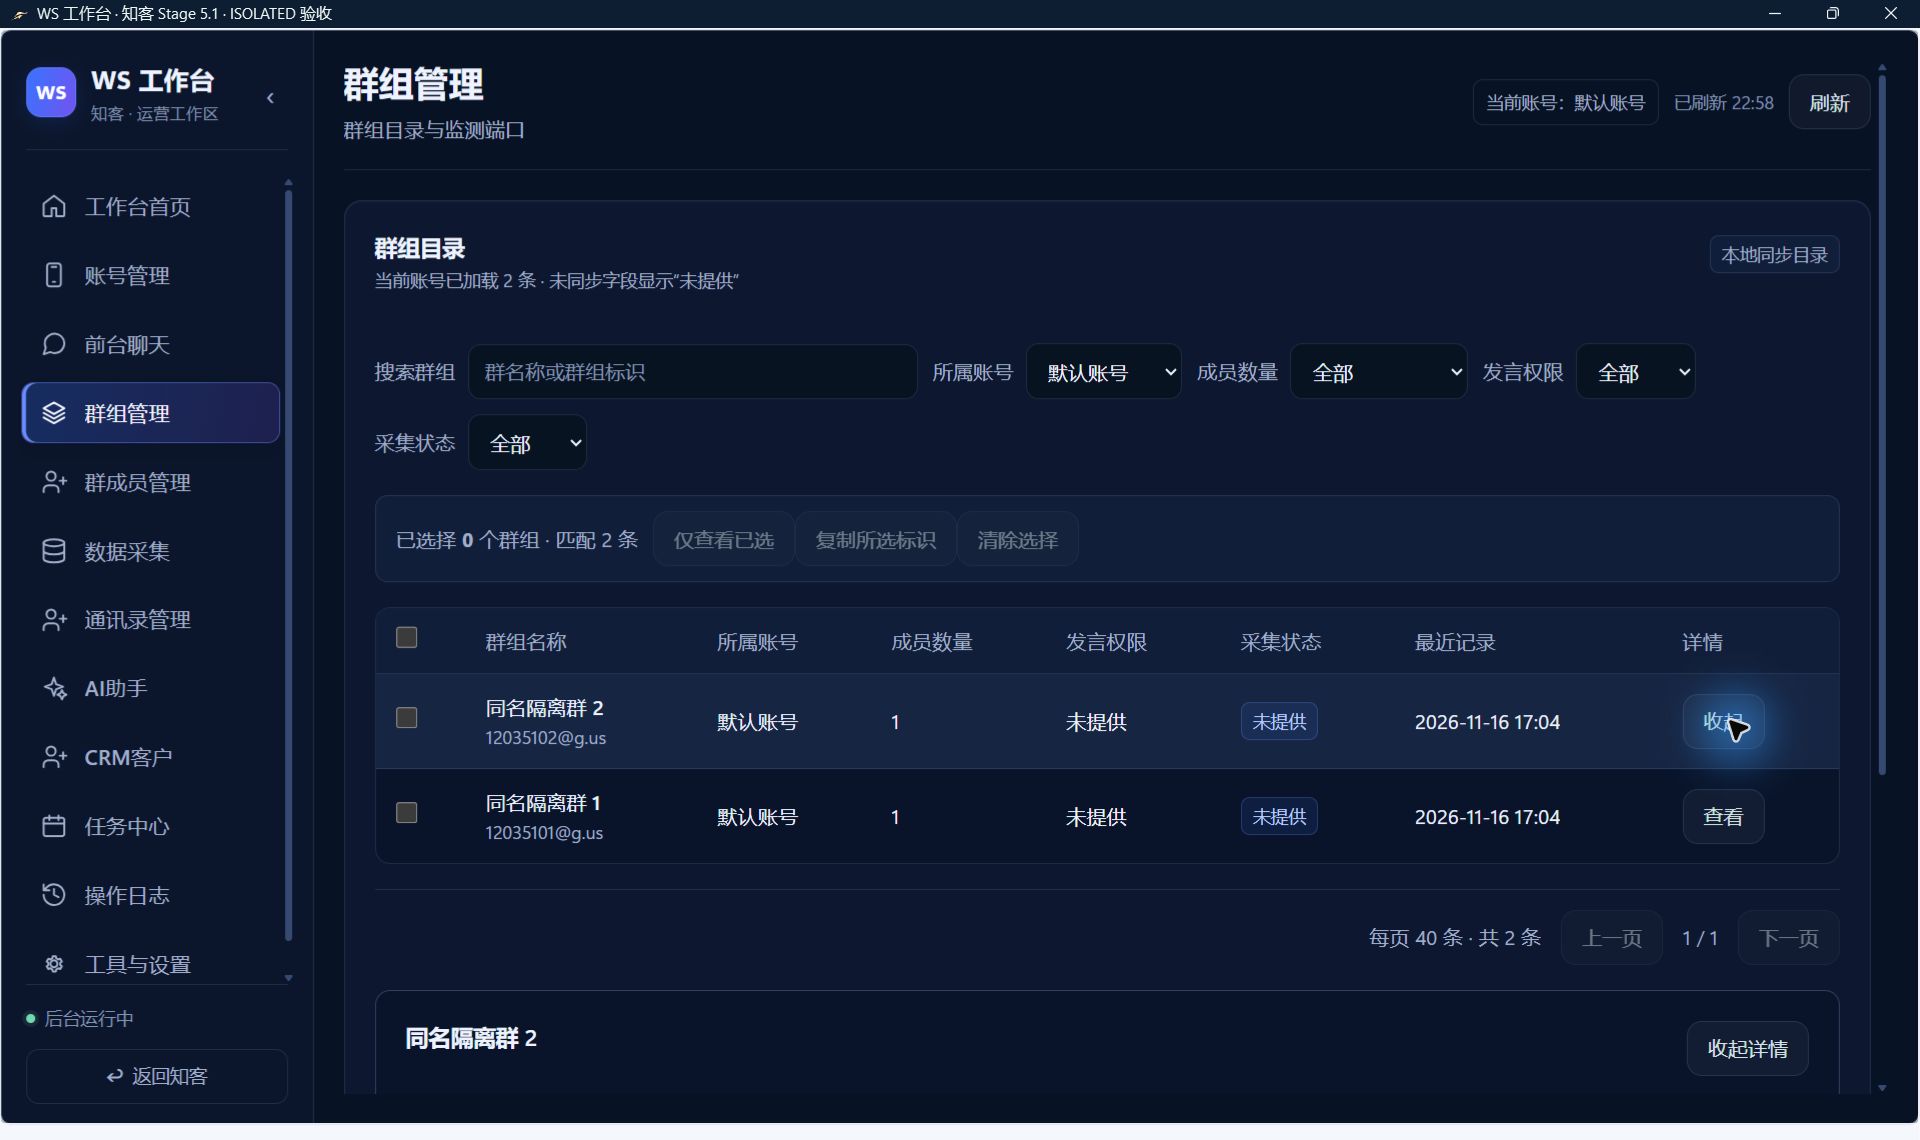 WS 工作台 · 知客 Stage 5.1 · ISOLATED 验收
WS
WS 工作台
知客 · 运营工作区
工作台首页
账号管理
前台聊天
群组管理
群成员管理
数据采集
通讯录管理
AI助手
CRM客户
任务中心
操作日志
工具与设置
后台运行中
返回知客
群组管理
群组目录与监测端口
当前账号：默认账号
已刷新 22:58
刷新
群组目录
当前账号已加载 2 条 · 未同步字段显示“未提供”
本地同步目录
搜索群组 群名称或群组标识 所属账号 默认账号 成员数量 全部 发言权限 全部
采集状态 全部
已选择 0 个群组 · 匹配 2 条 仅查看已选 复制所选标识 清除选择
群组名称 所属账号 成员数量 发言权限 采集状态 最近记录 详情
同名隔离群 2
12035102@g.us
默认账号 1 未提供 未提供 2026-11-16 17:04 收起
同名隔离群 1
12035101@g.us
默认账号 1 未提供 未提供 2026-11-16 17:04 查看
每页 40 条 · 共 2 条 上一页 1 / 1 下一页
同名隔离群 2
收起详情